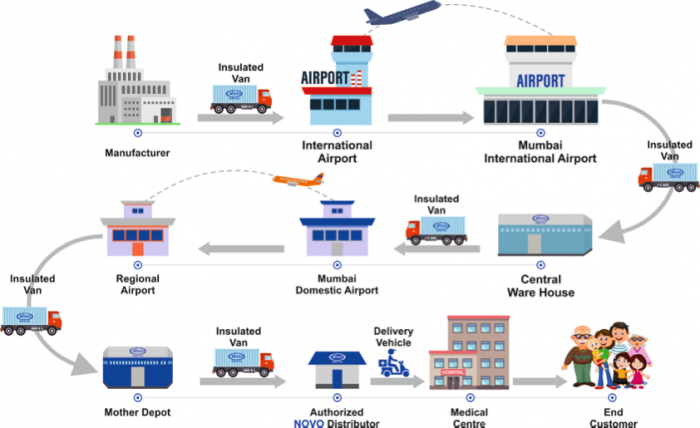 Insulated
Van
AIRPORT
AIRPORT
Manufacturer
International
Airport
Mumbai
International Airport
Insulated
Van
Insulated
Van
Regional
Airport
Mumbai
Domestic Airport
Central
Ware House
Insulated
Van
Insulated
Van
Delivery
Vehicle
HOSPITAL
Mother Depot
Authorized
NOVO Distributor
Medical
Centre
End
Customer